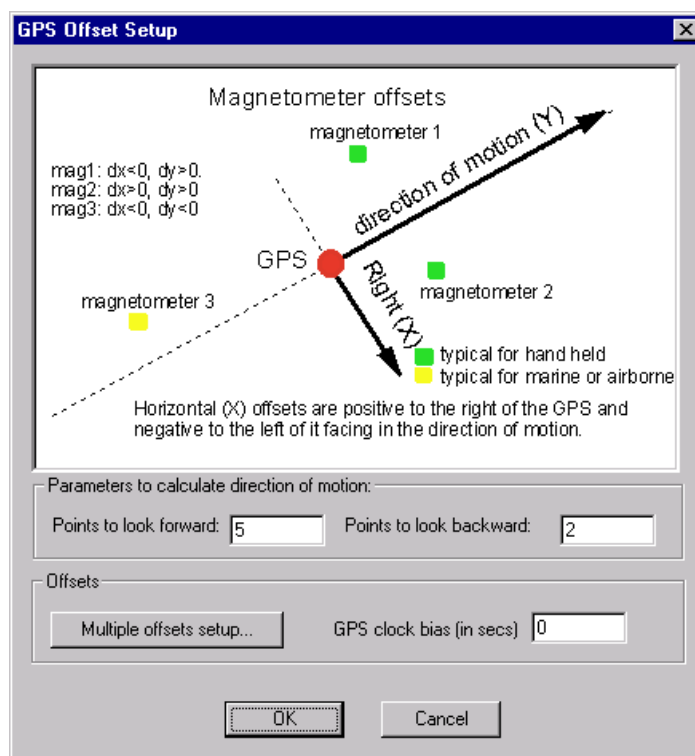 GPS Offset Setup
Magnetometer offsets
magnetometer 1
mag1: dx<0, dy>0.
mag2: dx>0, dy>0
mag3: dx<0, dy<0
direction of motion (Y)
GPS
Right (X)
magnetometer 2
magnetometer 3
typical for hand held
typical for marine or airborne
Horizontal (X) offsets are positive to the right of the GPS and
negative to the left of it facing in the direction of motion.
Parameters to calculate direction of motion:
Points to look forward: 5 Points to look backward: 2
Offsets
Multiple offsets setup... GPS clock bias (in secs) 0
OK Cancel